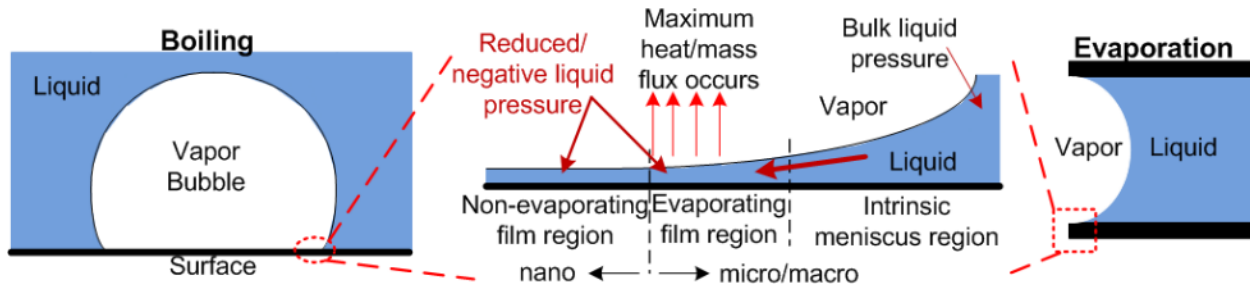 Boiling
Liquid
Vapor
Bubble
Surface
Reduced/
negative liquid
pressure
Maximum
heat/mass
flux occurs
Bulk liquid
pressure
Vapor
Liquid
Non-evaporating
film region
Evaporating
film region
Intrinsic
meniscus region
nano
micro/macro
Evaporation
Vapor
Liquid